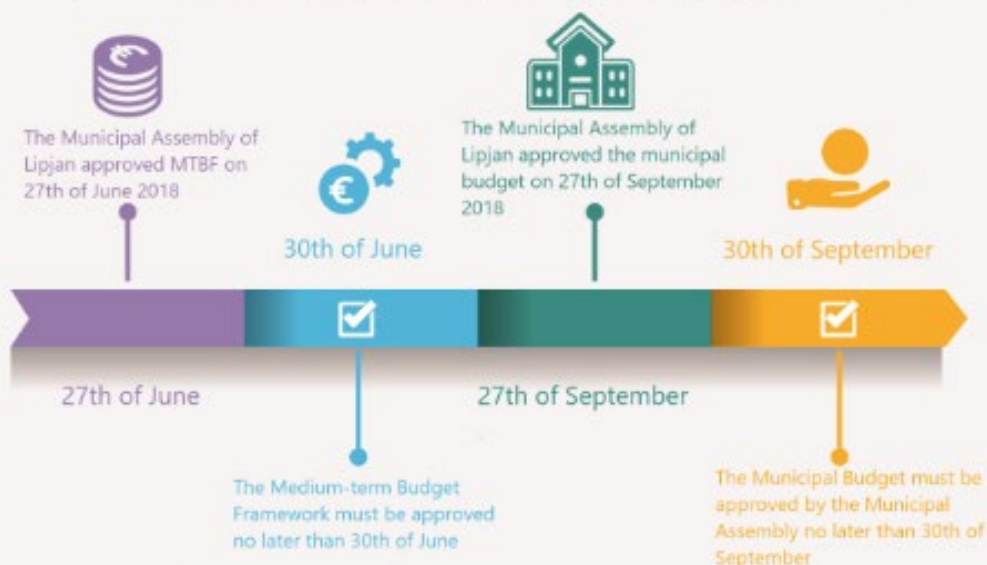 The Municipal Assembly of
Lipjan approved MTBF on
27th of June 2018
30th of June
The Municipal Assembly of
Lipjan approved the municipal
budget on 27th of September
2018
30th of September
27th of June
The Medium-term Budget
Framework must be approved
no later than 30th of June
27th of September
The Municipal Budget must be
approved by the Municipal
Assembly no later than 30th of
September